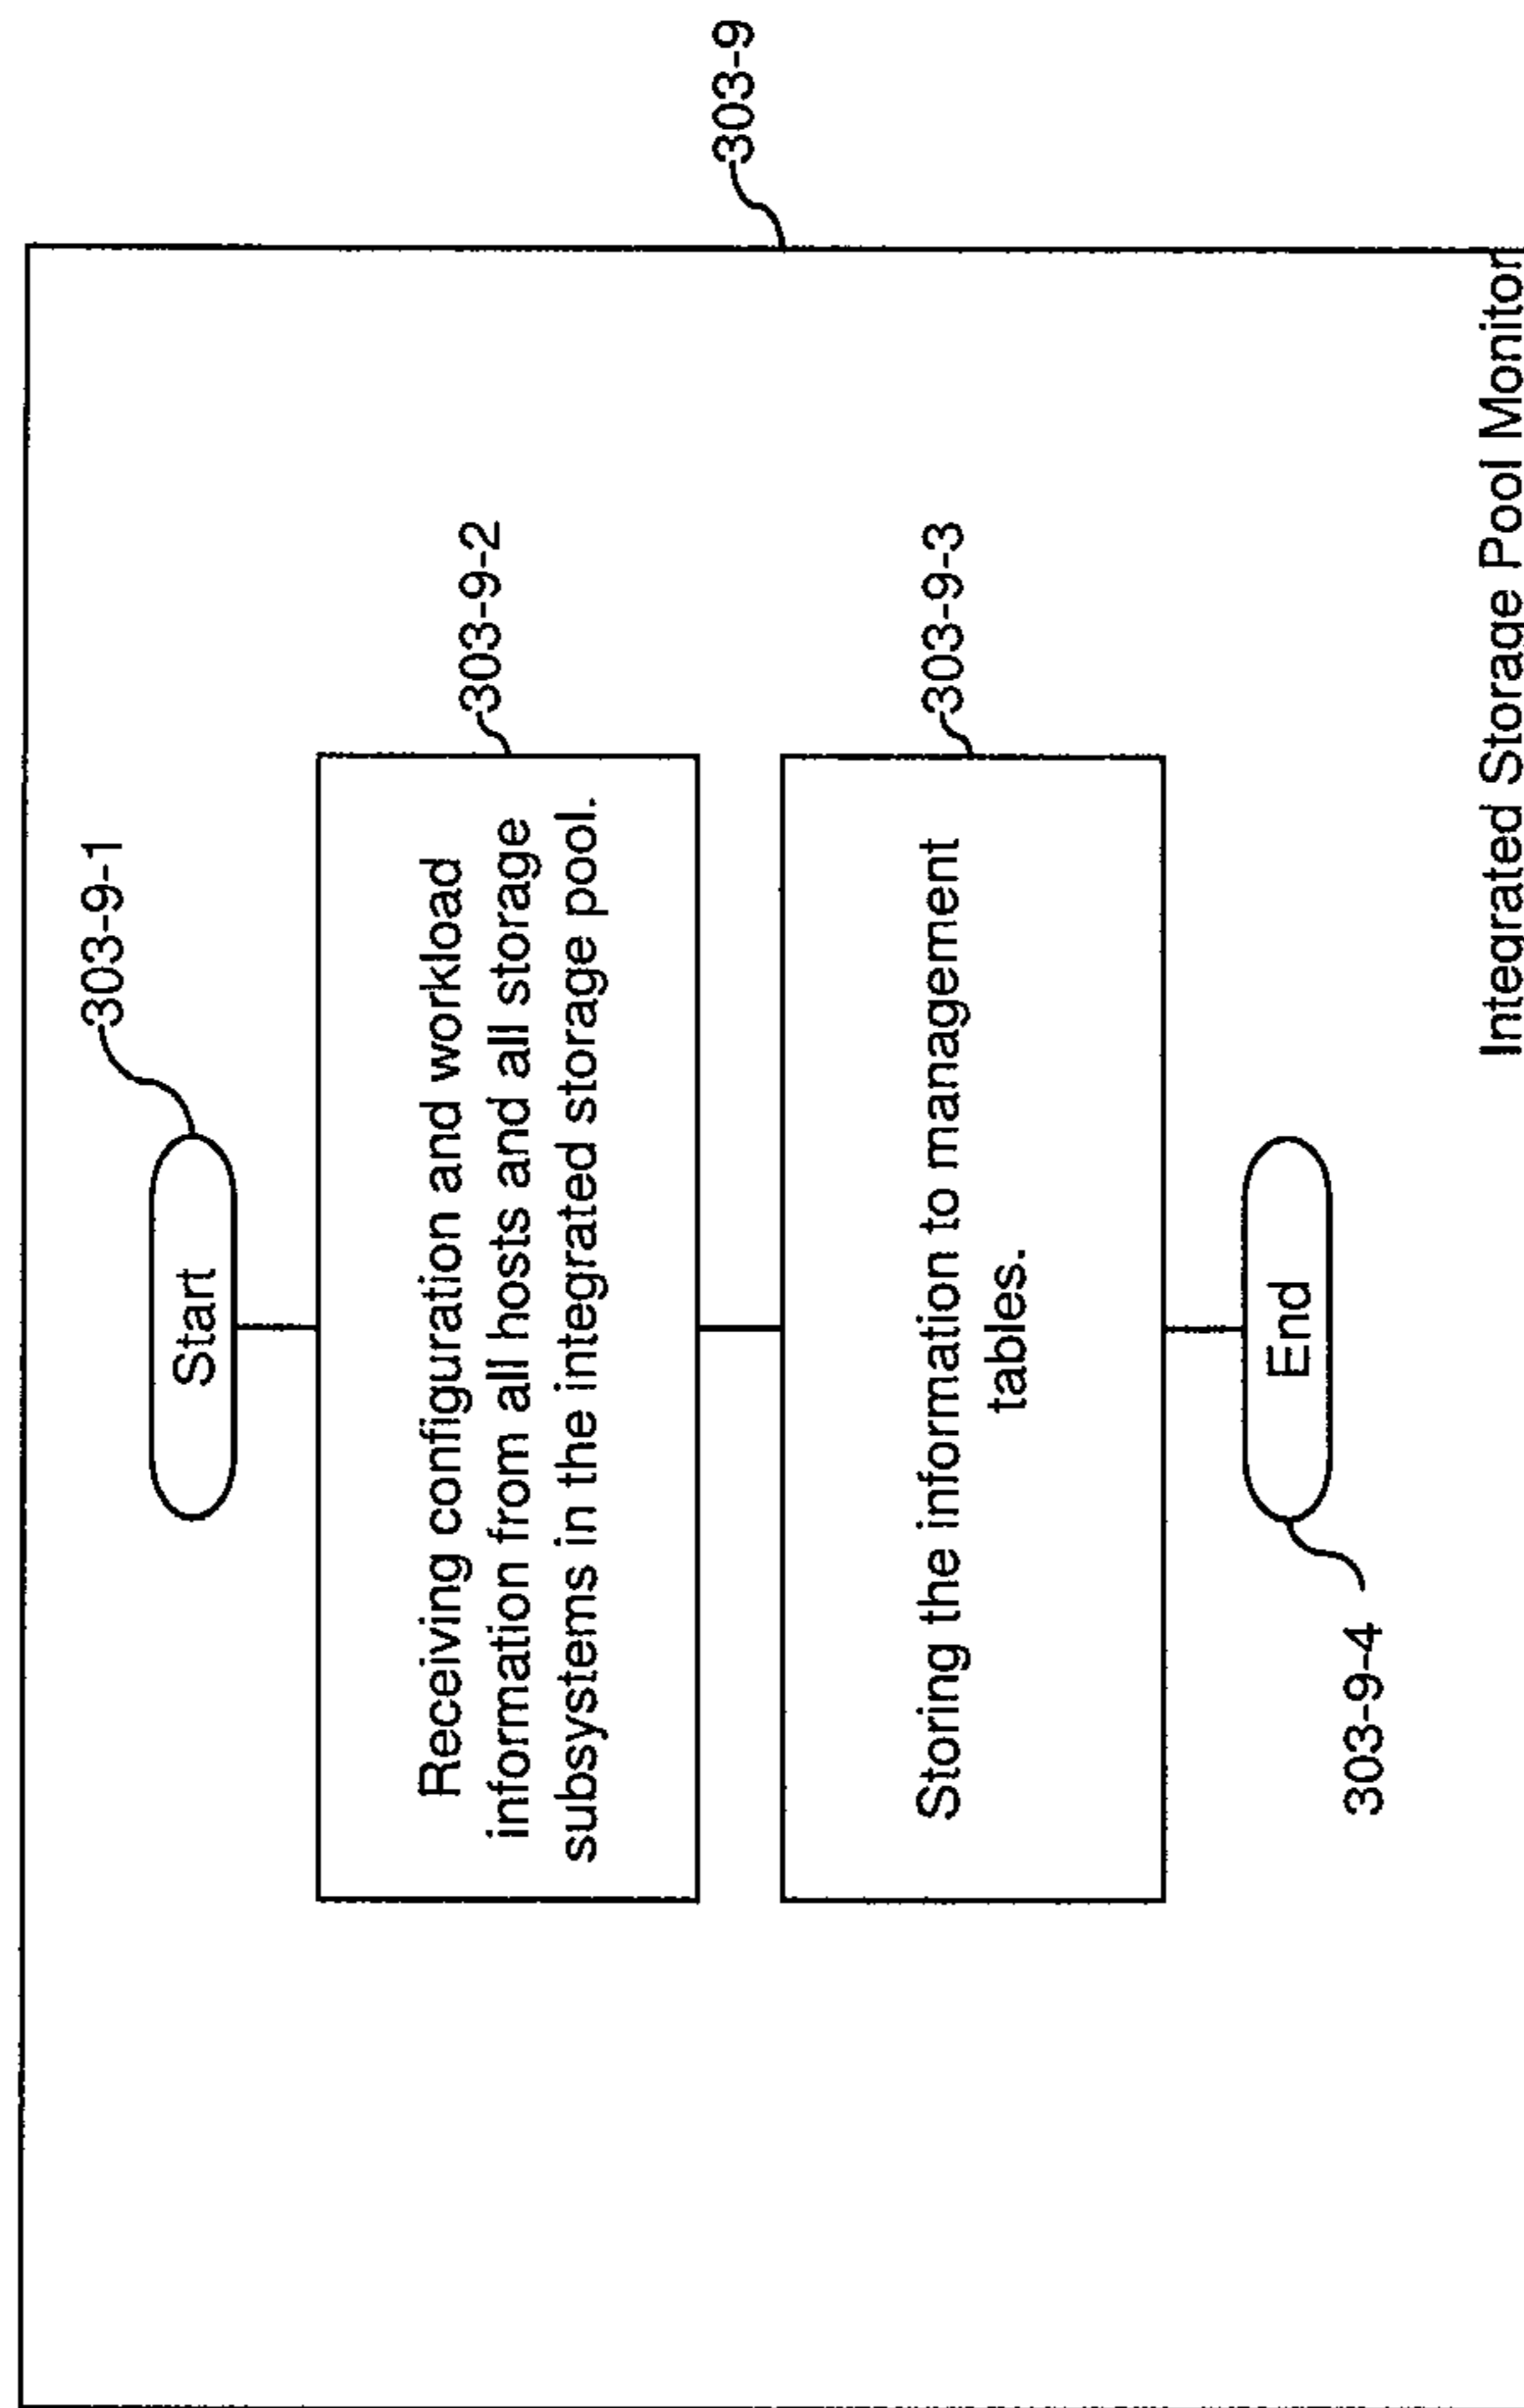 303-9-1
Start
303-9-2
Receiving configuration and workload
information from all hosts and all storage
subsystems in the integrated storage pool.
303-9
303-9-3
Storing the information to management
tables.
End
303-9-4
Integrated Storage Pool Monitor